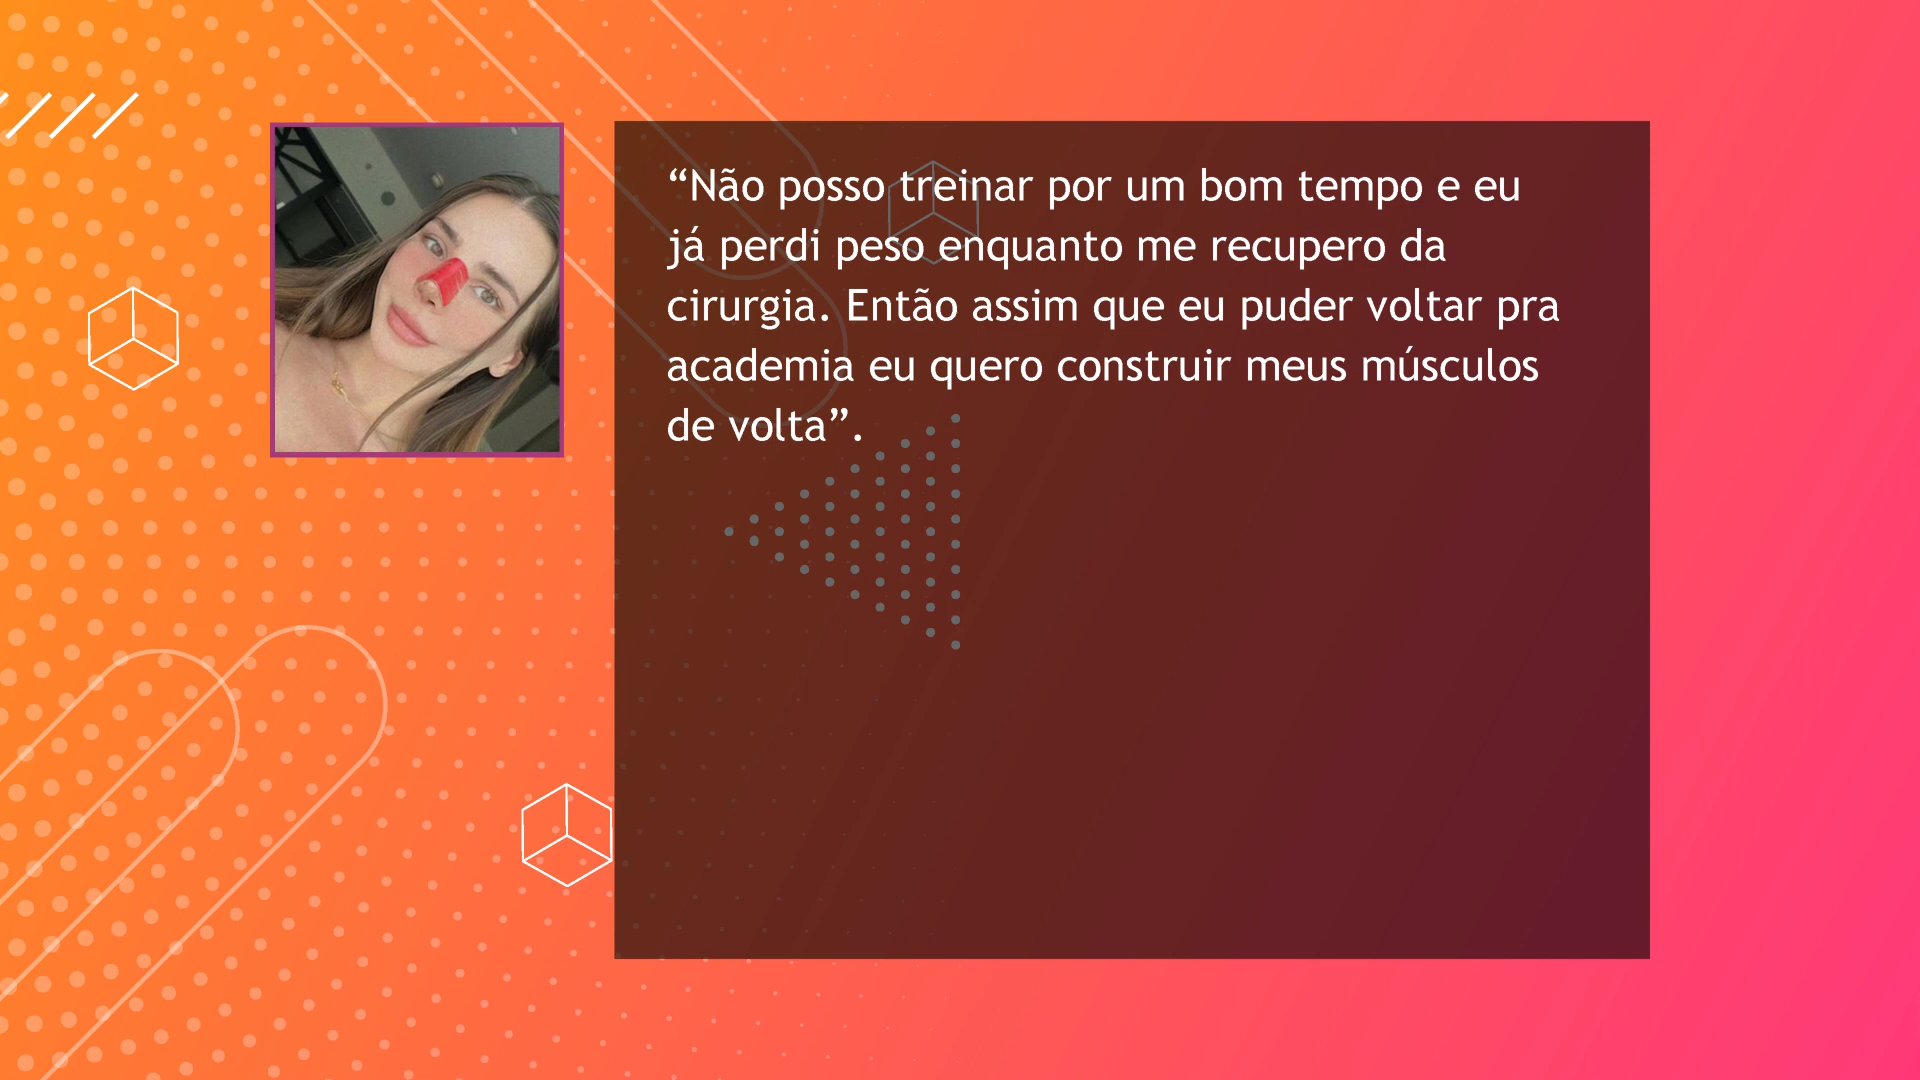 “Não posso treinar por um bom tempo e eu
já perdi peso enquanto me recupero da
cirurgia. Então assim que eu puder voltar pra
academia eu quero construir meus músculos
de volta”.